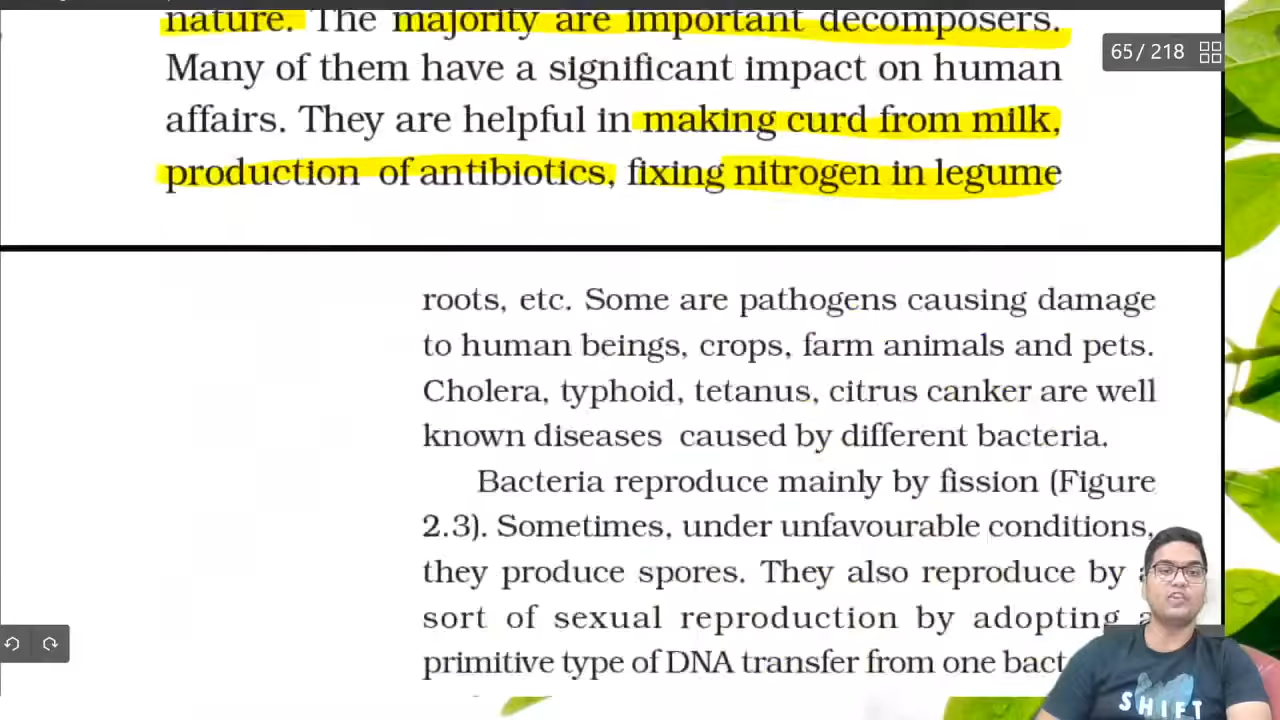 nature. The majority are important decomposers.
65 / 218
Many of them have a significant impact on human
affairs. They are helpful in making curd from milk,
production of antibiotics, fixing nitrogen in legume
roots, etc. Some are pathogens causing damage
to human beings, crops, farm animals and pets.
Cholera, typhoid, tetanus, citrus canker are well
known diseases caused by different bacteria.
Bacteria reproduce mainly by fission (Figure
2.3). Sometimes, under unfavourable conditions,
they produce spores. They also reproduce by a
sort of sexual reproduction by adopting a
primitive type of DNA transfer from one bact
SHIFT